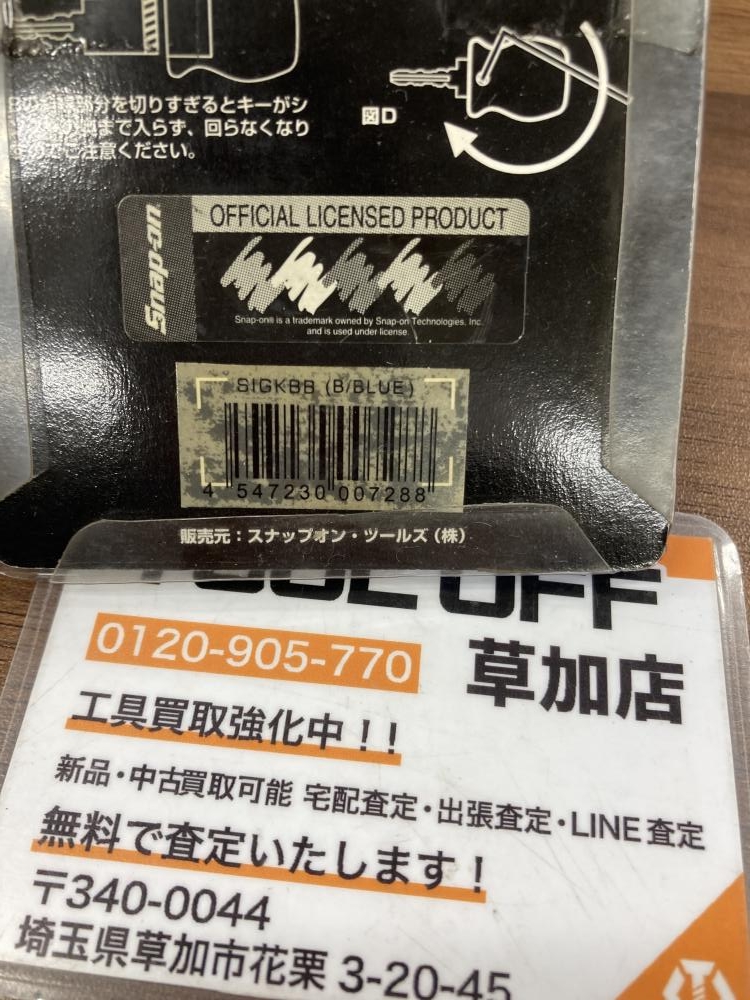 部分を切りすぎるとキーがシ
まで入らず、回らなくなり
ご注意ください。
図D
Snap-on
OFFICIAL LICENSED PRODUCT
Snap-on® is a trademark owned by Snap-on Technologies, Inc.
and is used under license.
SIGKBB (B/BLUE)
4 547230 007288
販売元：スナップオン・ツールズ（株）
OFF
0120-905-770
草加店
工具買取強化中！！
新品・中古買取可能 宅配査定・出張査定・LINE査定
無料で査定いたします！
〒340-0044
埼玉県草加市花栗 3-20-45